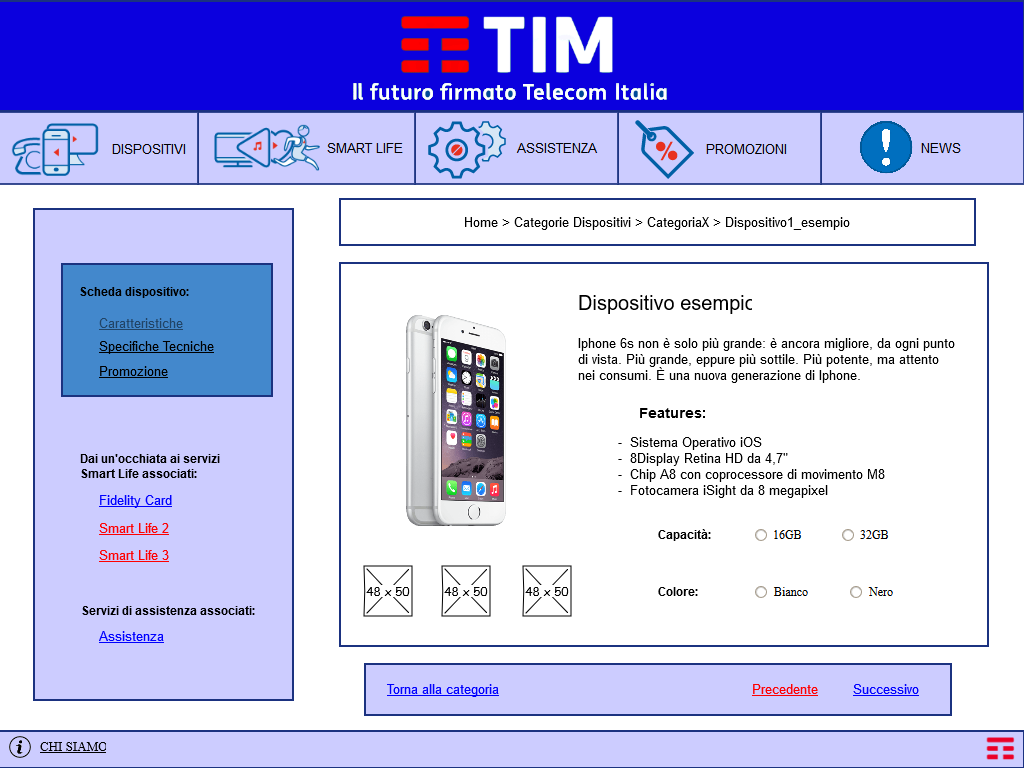 TIM
Il futuro firmato Telecom Italia
DISPOSITIVI
SMART LIFE
ASSISTENZA
PROMOZIONI
NEWS
Home > Categorie Dispositivi > CategoriaX > Dispositivo1_esempio
Scheda dispositivo:
Caratteristiche
Specifiche Tecniche
Promozione
Dai un'occhiata ai servizi
Smart Life associati:
Fidelity Card
Smart Life 2
Smart Life 3
Servizi di assistenza associati:
Assistenza
Dispositivo esempic
Iphone 6s non è solo più grande: è ancora migliore, da ogni punto
di vista. Più grande, eppure più sottile. Più potente, ma attento
nei consumi. È una nuova generazione di Iphone.
Features:
- Sistema Operativo iOS
- 8Display Retina HD da 4,7"
- Chip A8 con coprocessore di movimento M8
- Fotocamera iSight da 8 megapixel
Capacità: 16GB 32GB
48 x 50 48 x 50 48 x 50
Colore: Bianco Nero
Torna alla categoria Precedente Successivo
CHI SIAMO